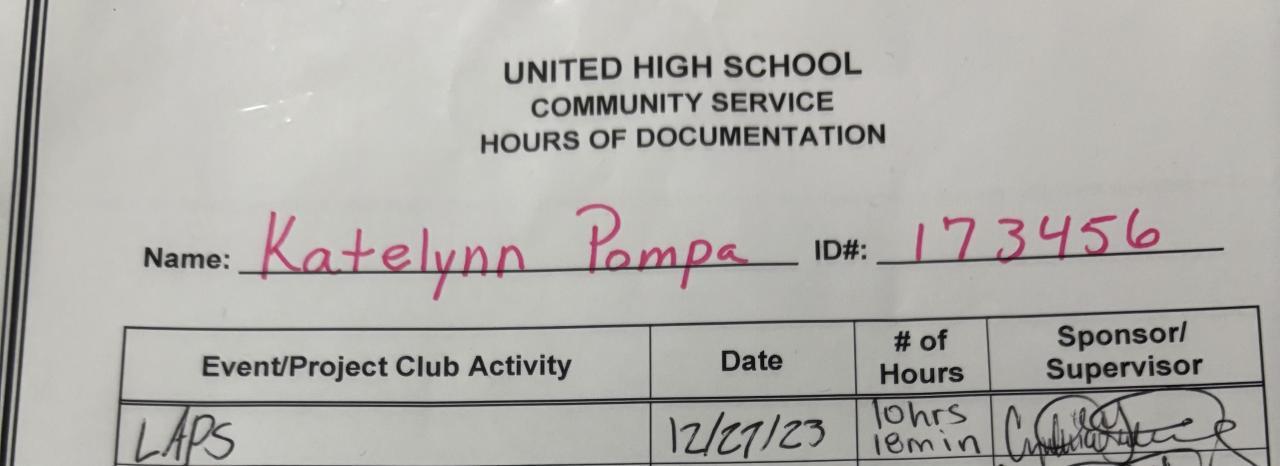 UNITED HIGH SCHOOL
COMMUNITY SERVICE
HOURS OF DOCUMENTATION
Name: Katelynn Pompa ID#: 173456
Event/Project Club Activity Date # of Hours Sponsor/ Supervisor
LAPS 12/27/23 10hrs 18min